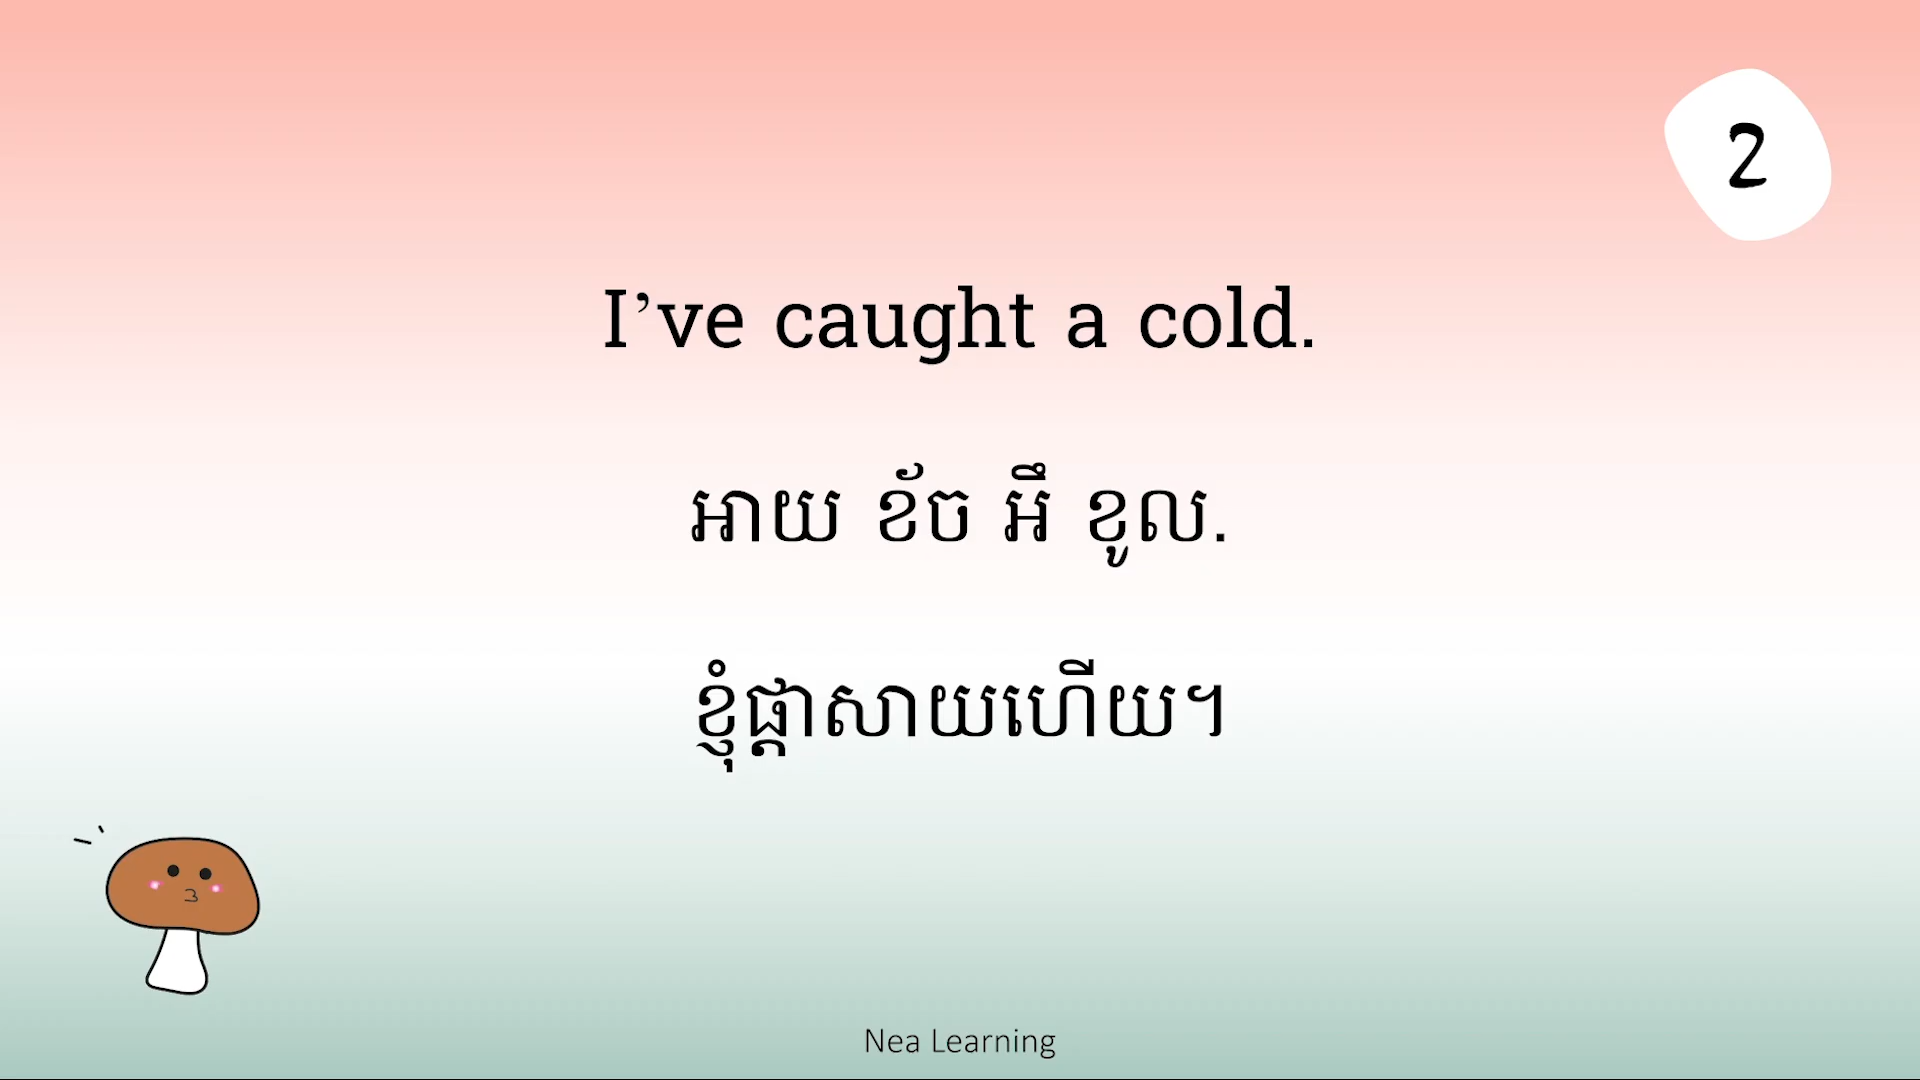 2
I’ve caught a cold.
អាយ ខ័ច អឹ ខូល.
ខ្ញុំផ្ដាសាយហើយ។
Nea Learning